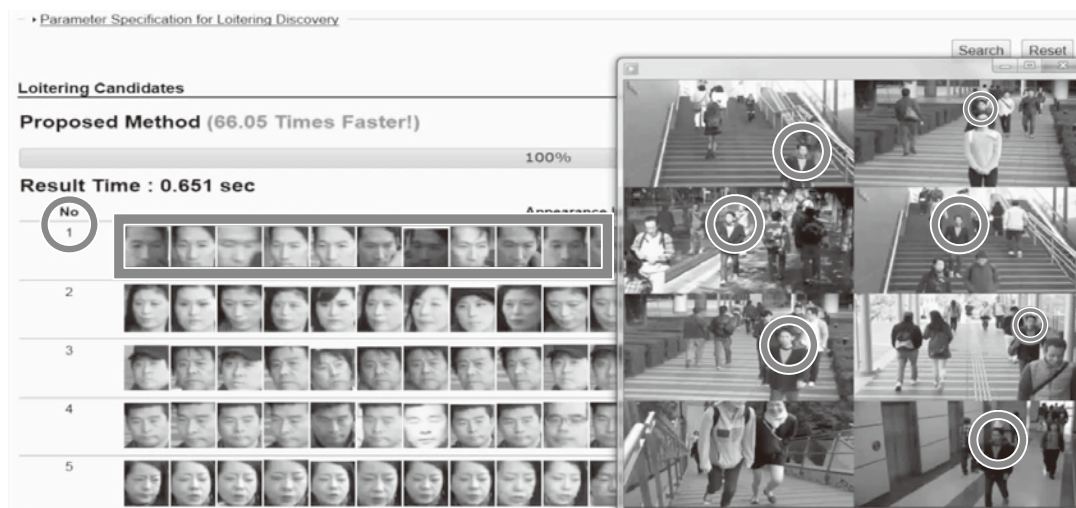 Parameter Specification for Loitering Discovery
Search Reset
Loitering Candidates
Proposed Method (66.05 Times Faster!)
100%
Result Time : 0.651 sec
No
1
2
3
4
5